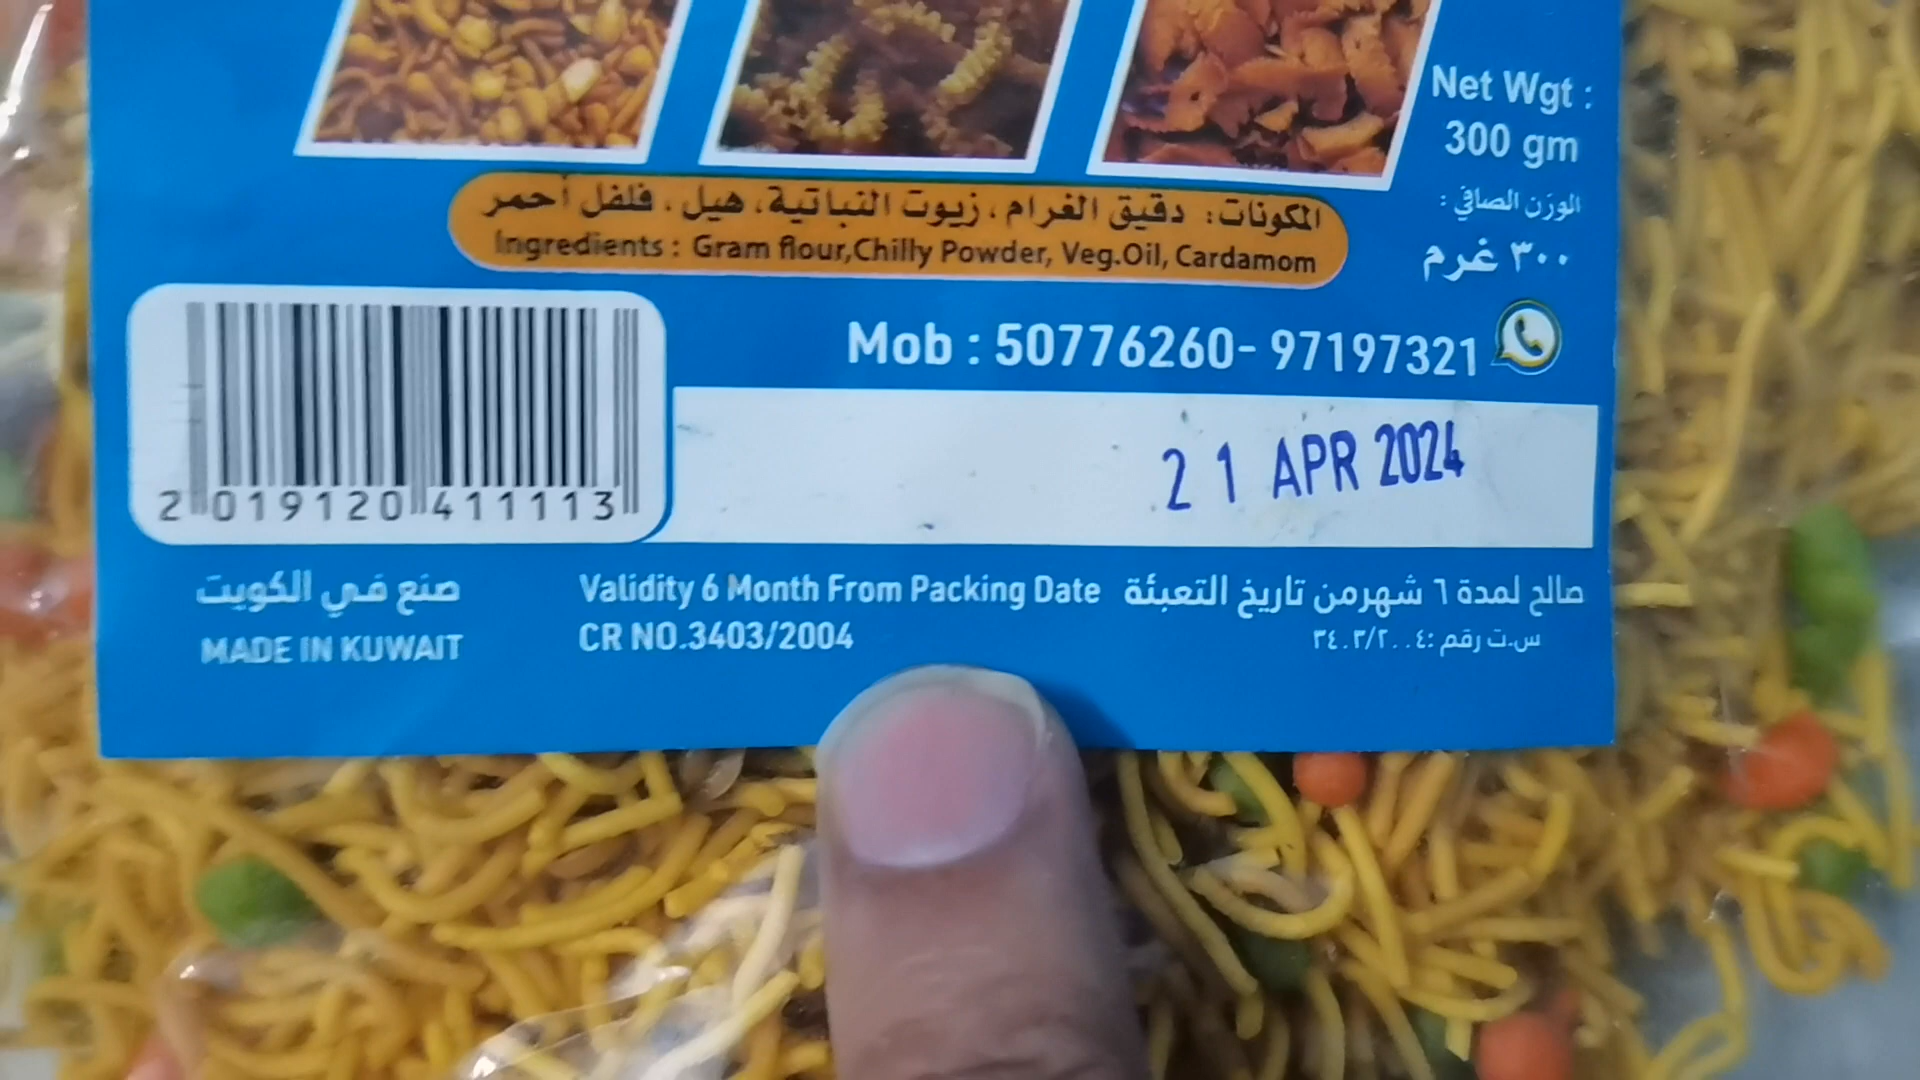 Net Wgt :
300 gm
الوزن الصافي :
٣٠٠ غرم
المكونات: دقيق الغرام، زيوت النباتية، هيل، فلفل أحمر
Ingredients : Gram flour,Chilly Powder, Veg.Oil, Cardamom
Mob : 50776260- 97197321
21 APR 2024
2 019120 411113
صنع في الكويت
MADE IN KUWAIT
Validity 6 Month From Packing Date
صالح لمدة ٦ شهرمن تاريخ التعبئة
CR NO.3403/2004
س.ت رقم :٣٤٠٣/٢٠٠٤